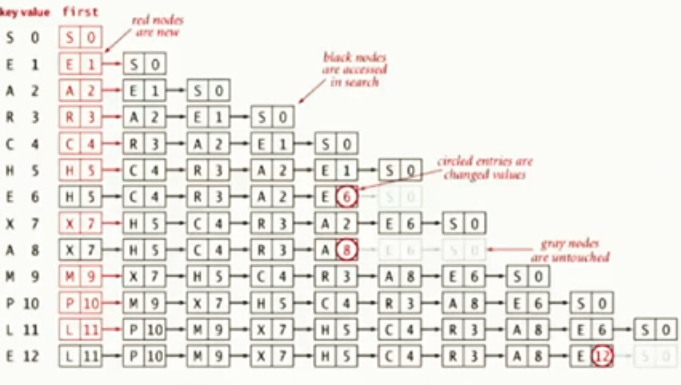 key value first
red nodes
are new
S 0 S 0
black nodes
are accessed
in search
E 1 E 1 S 0
A 2 A 2 E 1 S 0
R 3 R 3 A 2 E 1 S 0
C 4 C 4 R 3 A 2 E 1 S 0
circled entries are
changed values
H 5 H 5 C 4 R 3 A 2 E 1 S 0
E 6 H 5 C 4 R 3 A 2 E 6 S 0
X 7 X 7 H 5 C 4 R 3 A 2 E 6 S 0
gray nodes
are untouched
A 8 X 7 H 5 C 4 R 3 A 8 E 6 S 0
M 9 M 9 X 7 H 5 C 4 R 3 A 8 E 6 S 0
P 10 P 10 M 9 X 7 H 5 C 4 R 3 A 8 E 6 S 0
L 11 L 11 P 10 M 9 X 7 H 5 C 4 R 3 A 8 E 6 S 0
E 12 L 11 P 10 M 9 X 7 H 5 C 4 R 3 A 8 E 12 S 0